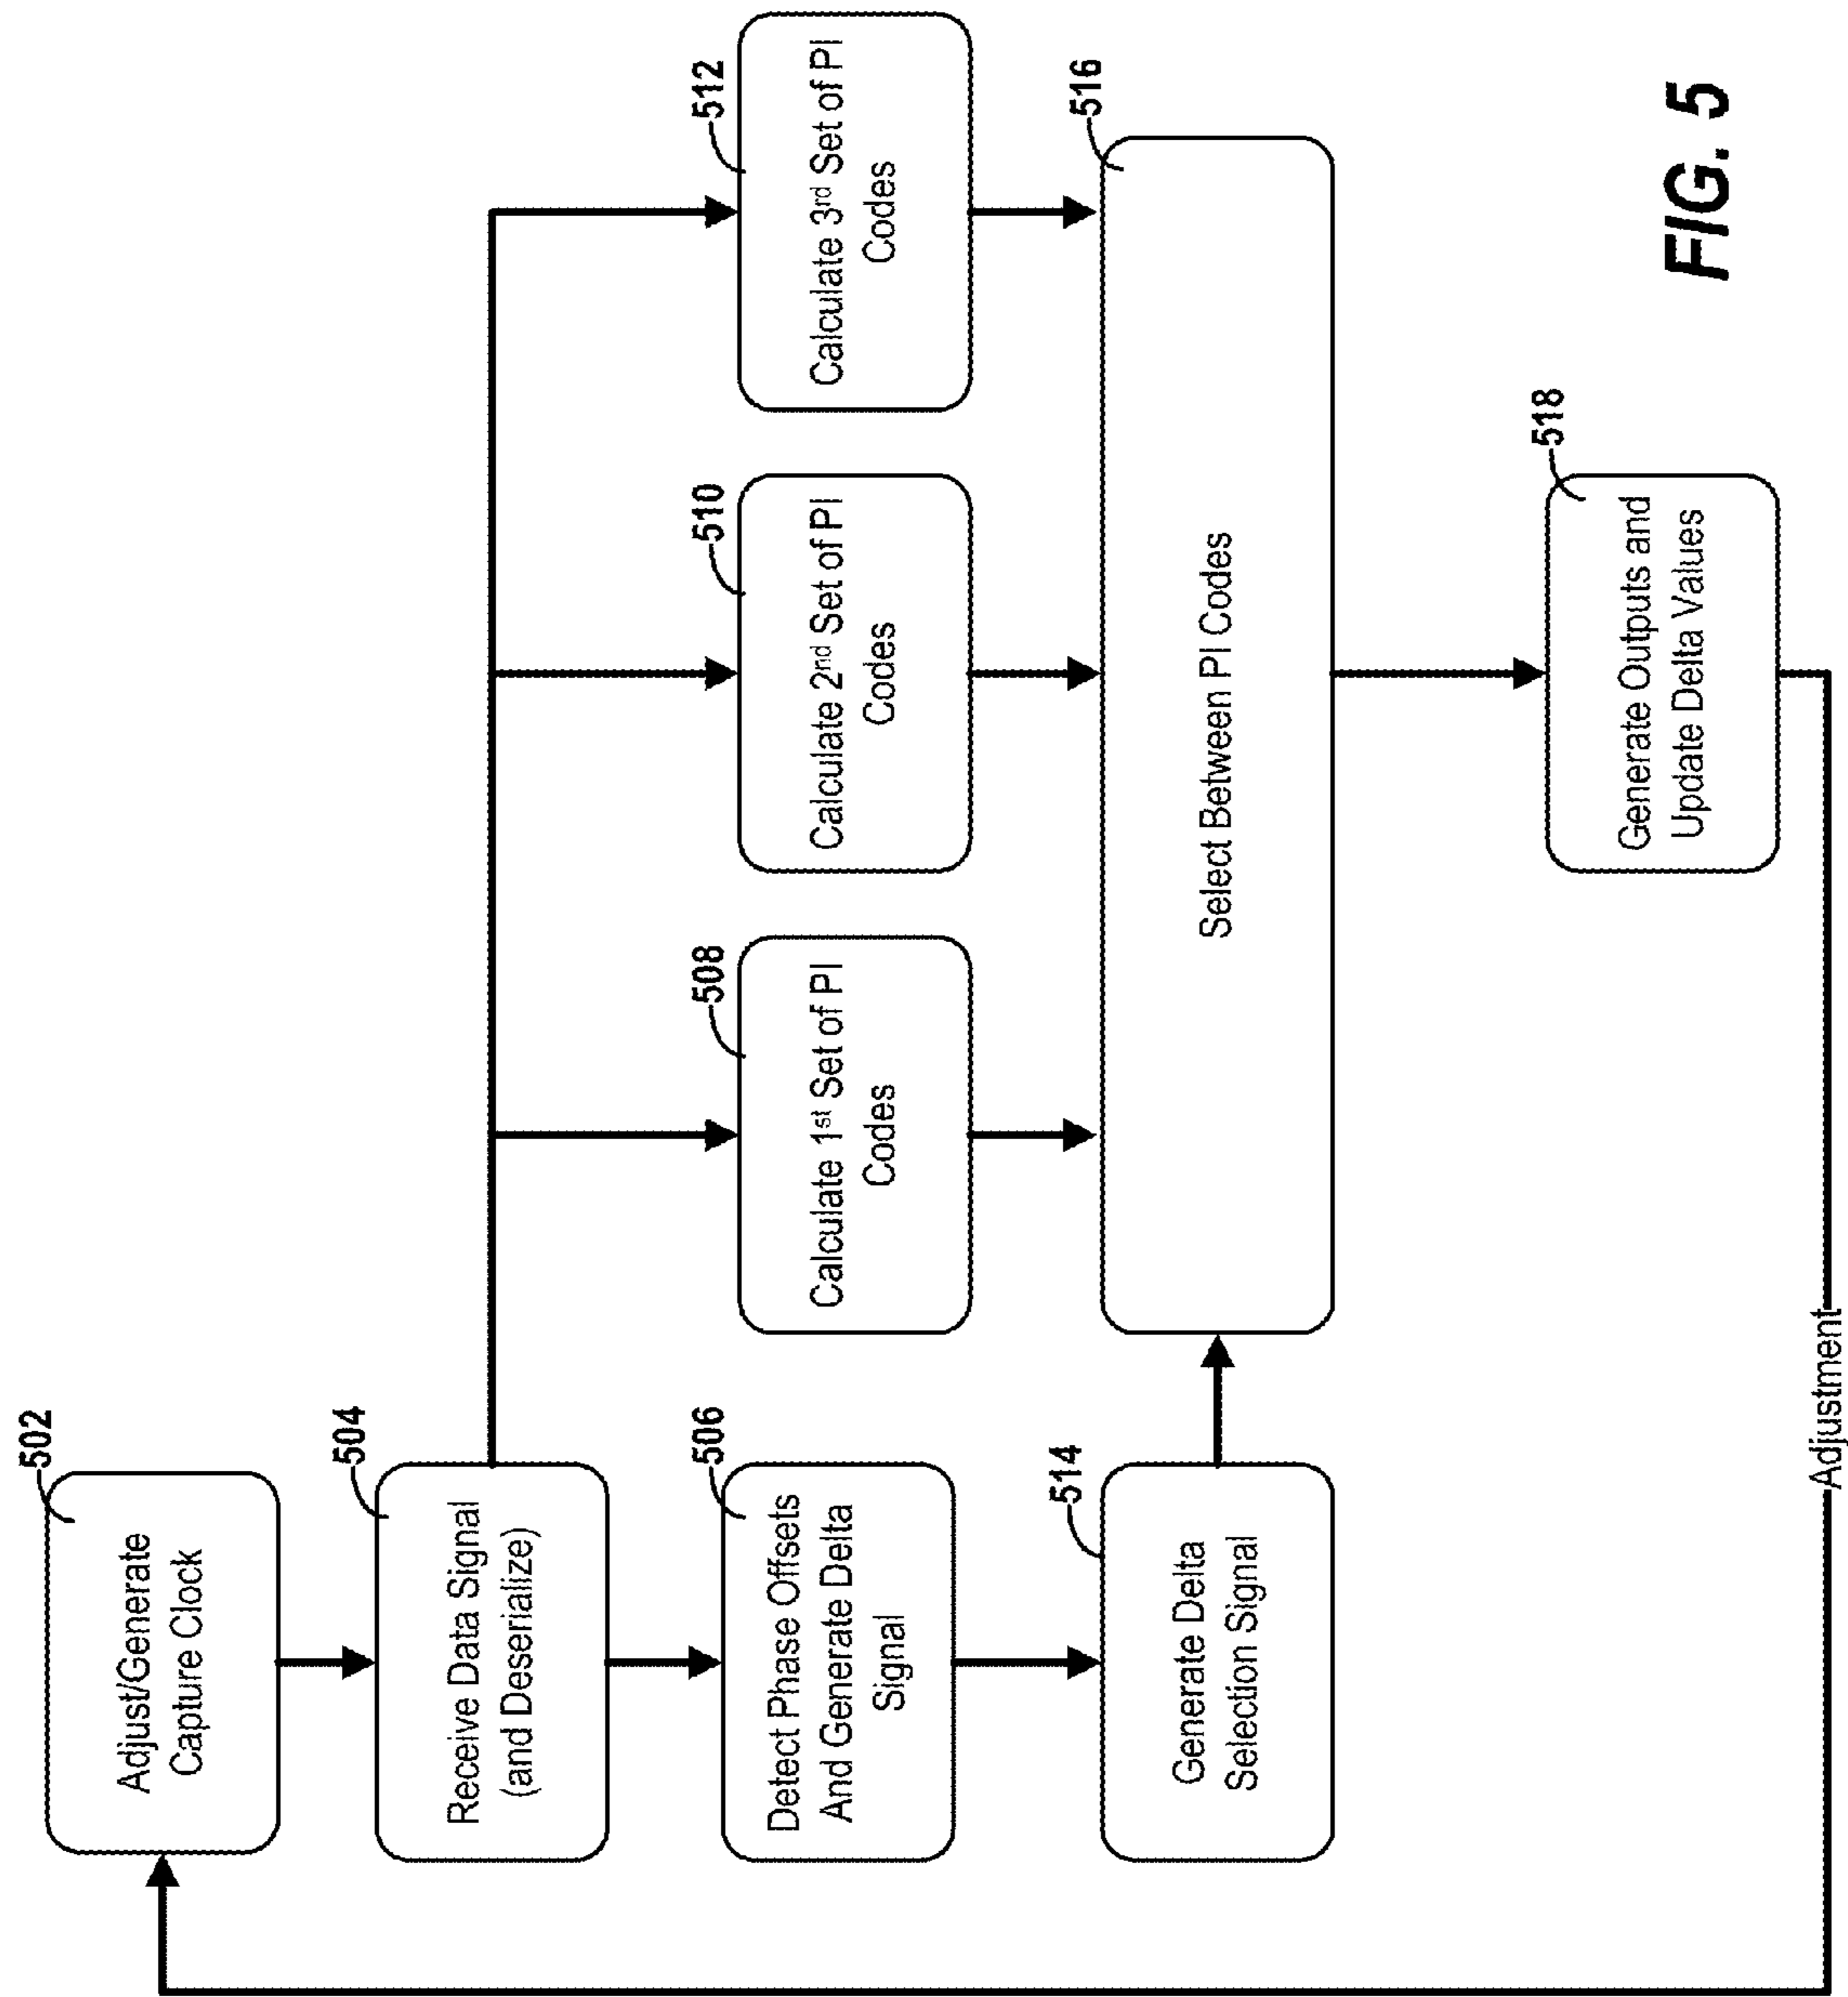 502
Adjust/Generate
Capture Clock
504
Receive Data Signal
(and Deserialize)
506
Detect Phase Offsets
And Generate Delta
Signal
508
Calculate 1st Set of PI
Codes
510
Calculate 2nd Set of PI
Codes
512
Calculate 3rd Set of PI
Codes
514
Generate Delta
Selection Signal
516
Select Between PI Codes
518
Generate Outputs and
Update Delta Values
Adjustment
FIG. 5